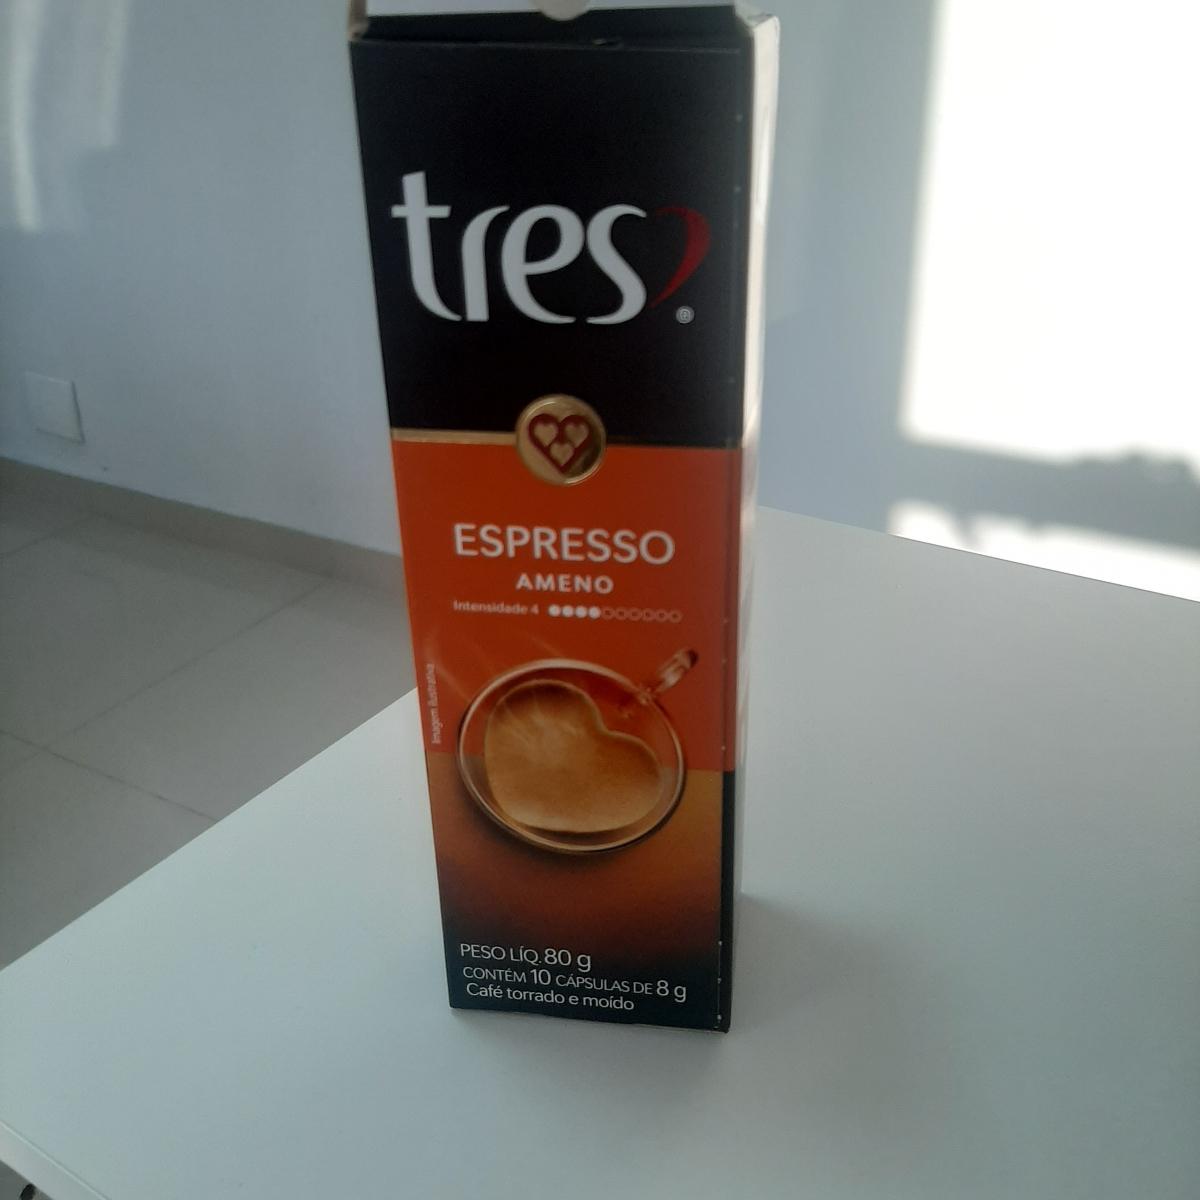 tres
®
ESPRESSO
AMENO
Intensidade 4
Imagem ilustrativa
PESO LÍQ. 80 g
CONTÉM 10 CÁPSULAS DE 8 g
Café torrado e moído